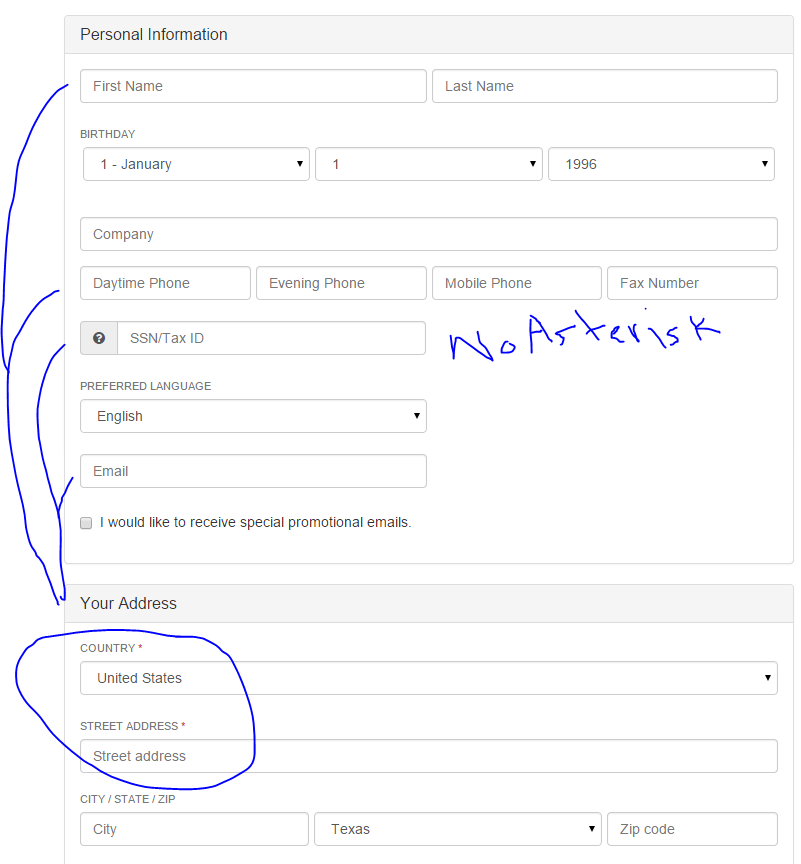 Personal Information
First Name Last Name
BIRTHDAY
1 - January 1 1996
Company
Daytime Phone Evening Phone Mobile Phone Fax Number
SSN/Tax ID
No Asterisk
PREFERRED LANGUAGE
English
Email
I would like to receive special promotional emails.
Your Address
COUNTRY *
United States
STREET ADDRESS *
Street address
CITY / STATE / ZIP
City Texas Zip code